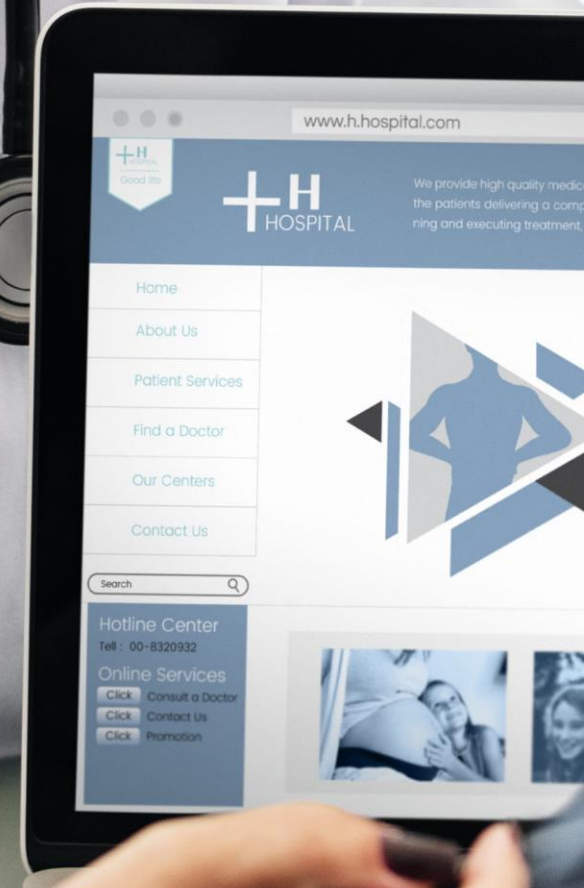 www.h.hospital.com
H
HOSPITAL
Good life
H
HOSPITAL
We provide high quality
the patients delivering a
ning and executing treatment,
Home
About Us
Patient Services
Find a Doctor
Our Centers
Contact Us
Search
Hotline Center
Tell : 00-8320932
Online Services
Click Consult a Doctor
Click Contact Us
Click Promotion